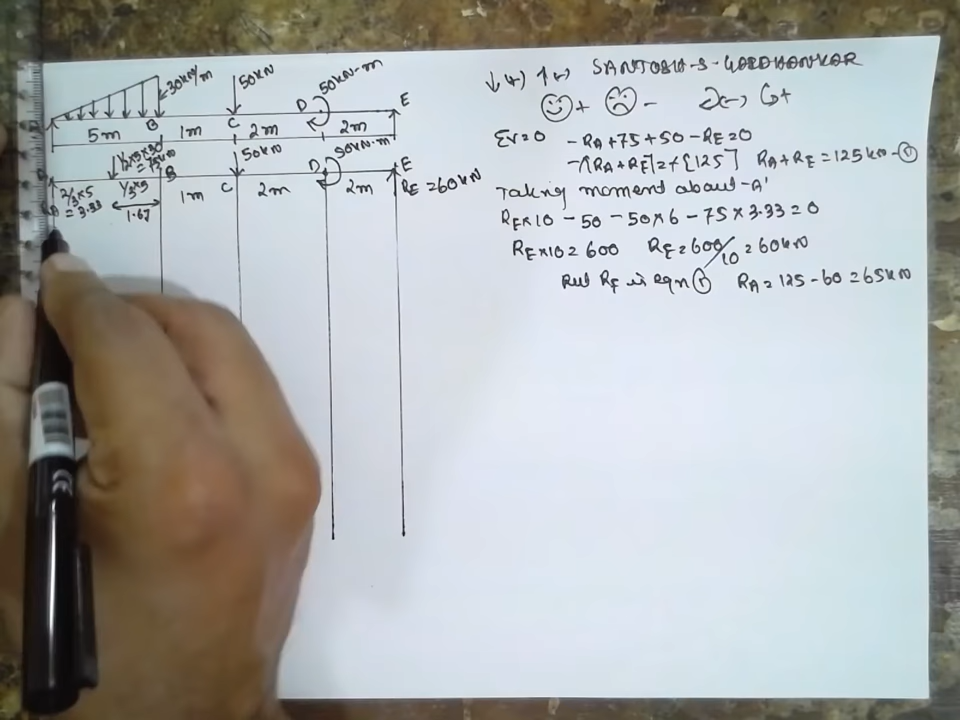 30kN/m
50kN
50kN-m
B
C
D
E
5m
1m
2m
2m
1/2×5×30
=75kN
50kN
50kN-m
B
C
D
E
2/3×5
=3.33
1/3×5
1.67
1m
2m
2m
RE=60kN
↓(+) ↑(-) SANTOSH-S-
+ -
(-) +
Σv=0 -RA+75+50-RE=0
-[RA+RE]=+[125] RA+RE=125kN-①
Taking moment about-A'
RE×10-50-50×6-75×3.33=0
RE×10=600 RE=600/10=60kN
Put RE in eqn ① RA=125-60=65kN